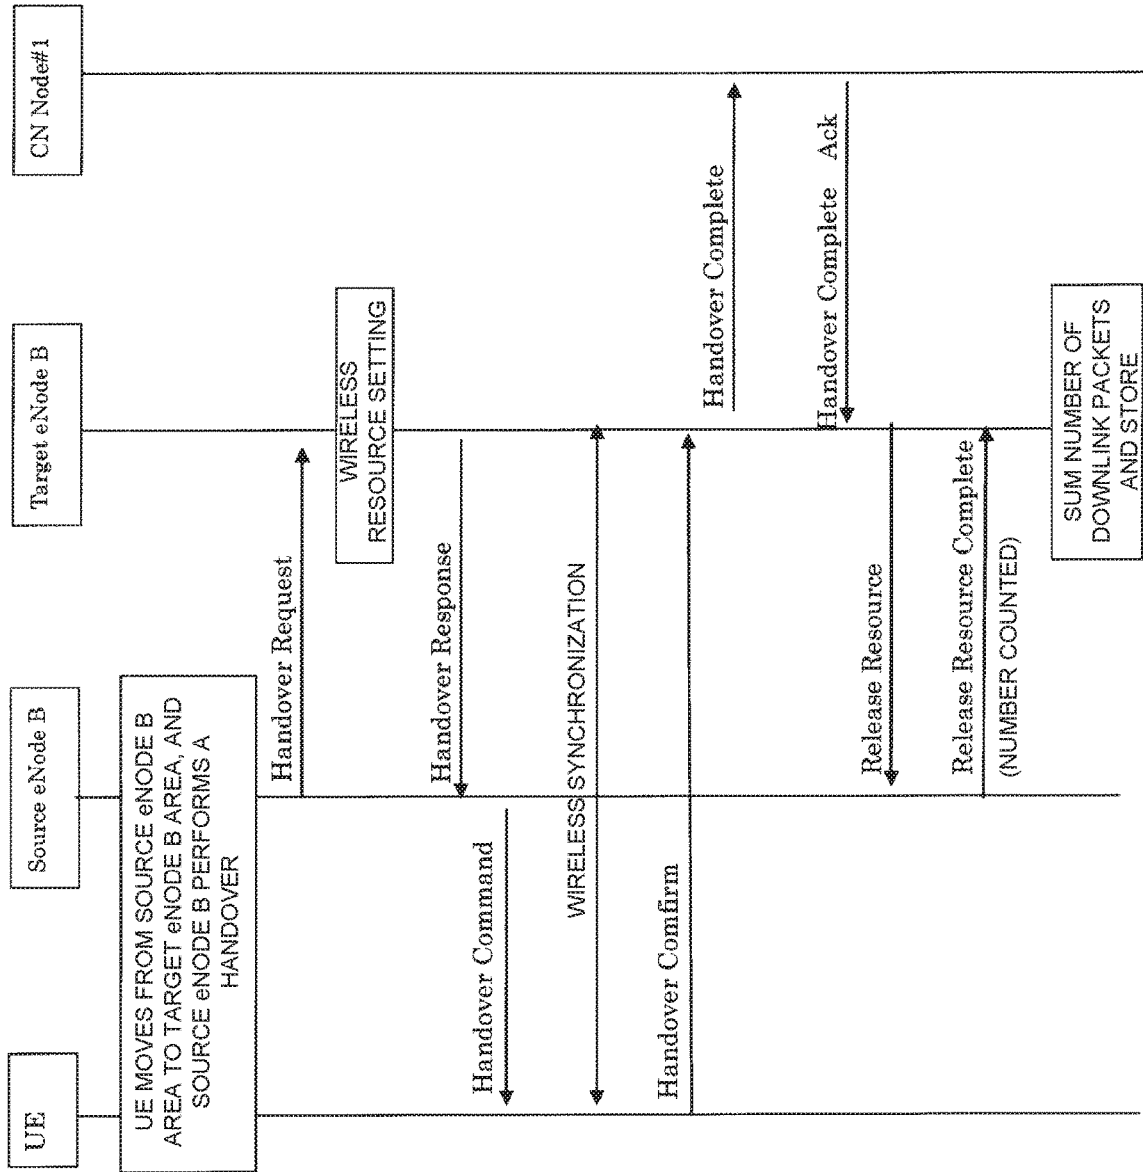 UE
Source eNode B
Target eNode B
CN Node#1
UE MOVES FROM SOURCE eNODE B
AREA TO TARGET eNODE B AREA, AND
SOURCE eNODE B PERFORMS A
HANDOVER
Handover Request
WIRELESS
RESOURCE SETTING
Handover Response
Handover Command
WIRELESS SYNCHRONIZATION
Handover Comfirm
Handover Complete
Handover Complete Ack
Release Resource
Release Resource Complete
(NUMBER COUNTED)
SUM NUMBER OF
DOWNLINK PACKETS
AND STORE